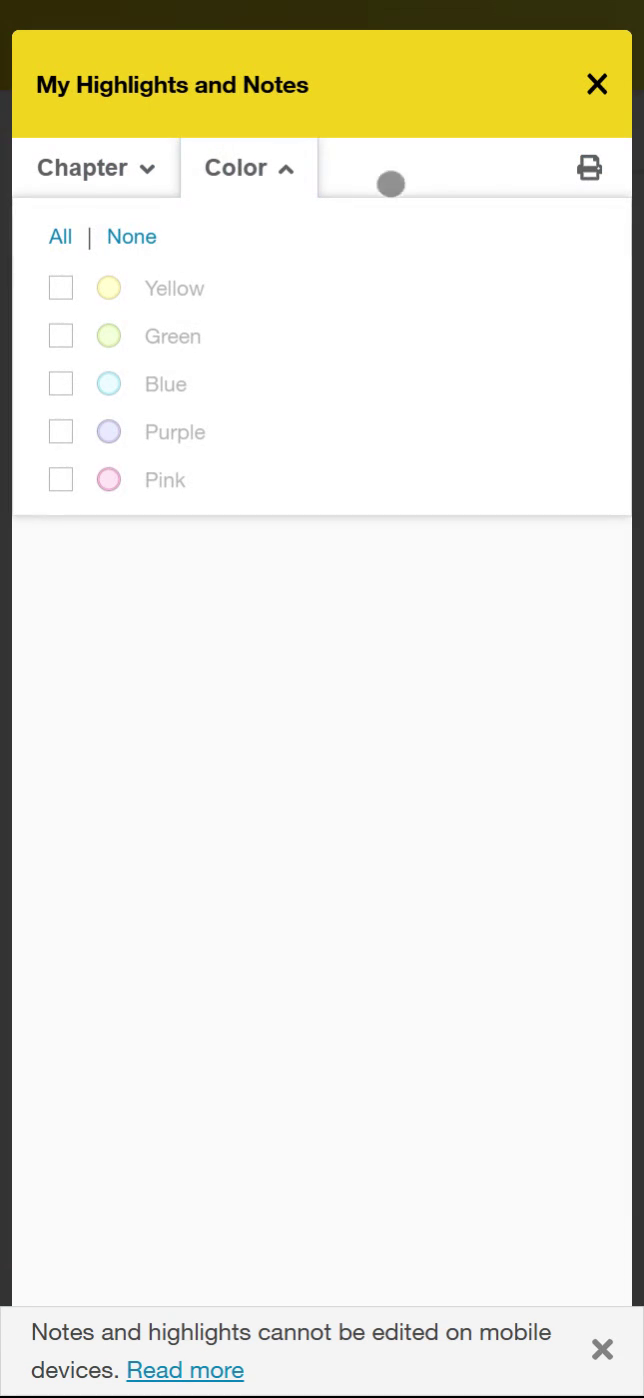 My Highlights and Notes
Chapter Color
All | None
Yellow
Green
Blue
Purple
Pink
Notes and highlights cannot be edited on mobile
devices. Read more